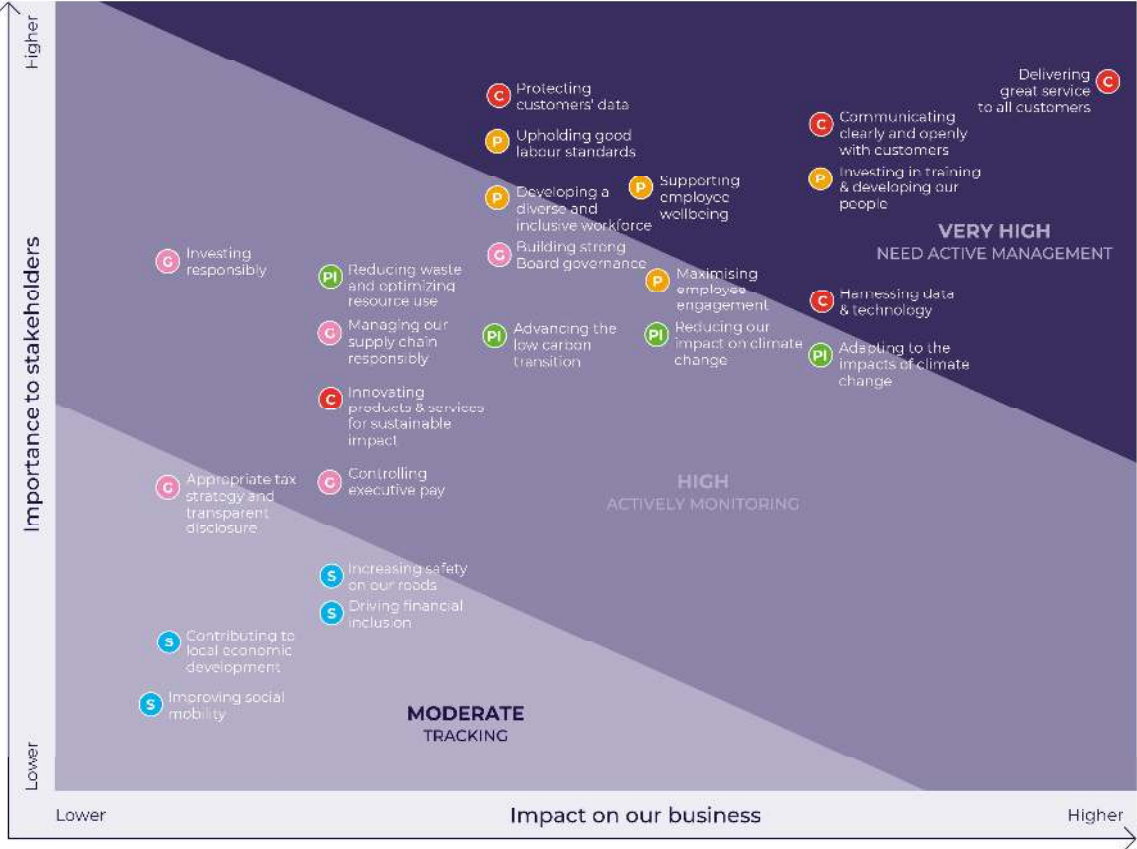 Higher
Importance to stakeholders
Lower
C
Protecting
customers' data
P
Upholding good
labour standards
P
Developing a
diverse and
inclusive workforce
G
Building strong
Board governance
P
Supporting
employee
wellbeing
C
Communicating
clearly and openly
with customers
Delivering
great service
to all customers
C
P
Investing in training
& developing our
people
VERY HIGH
NEED ACTIVE MANAGEMENT
G
Investing
responsibly
PI
Reducing waste
and optimizing
resource use
G
Managing our
supply chain
responsibly
PI
Advancing the
low carbon
transition
P
Maximising
employee
engagement
PI
Reducing our
impact on climate
change
C
Harnessing data
& technology
PI
Adapting to the
impacts of climate
change
C
Innovating
products & services
for sustainable
impact
G
Controlling
executive pay
G
Appropriate tax
strategy and
transparent
disclosure
HIGH
ACTIVELY MONITORING
S
Increasing safety
on our roads
S
Driving financial
inclusion
S
Contributing to
local economic
development
S
Improving social
mobility
MODERATE
TRACKING
Lower
Impact on our business
Higher